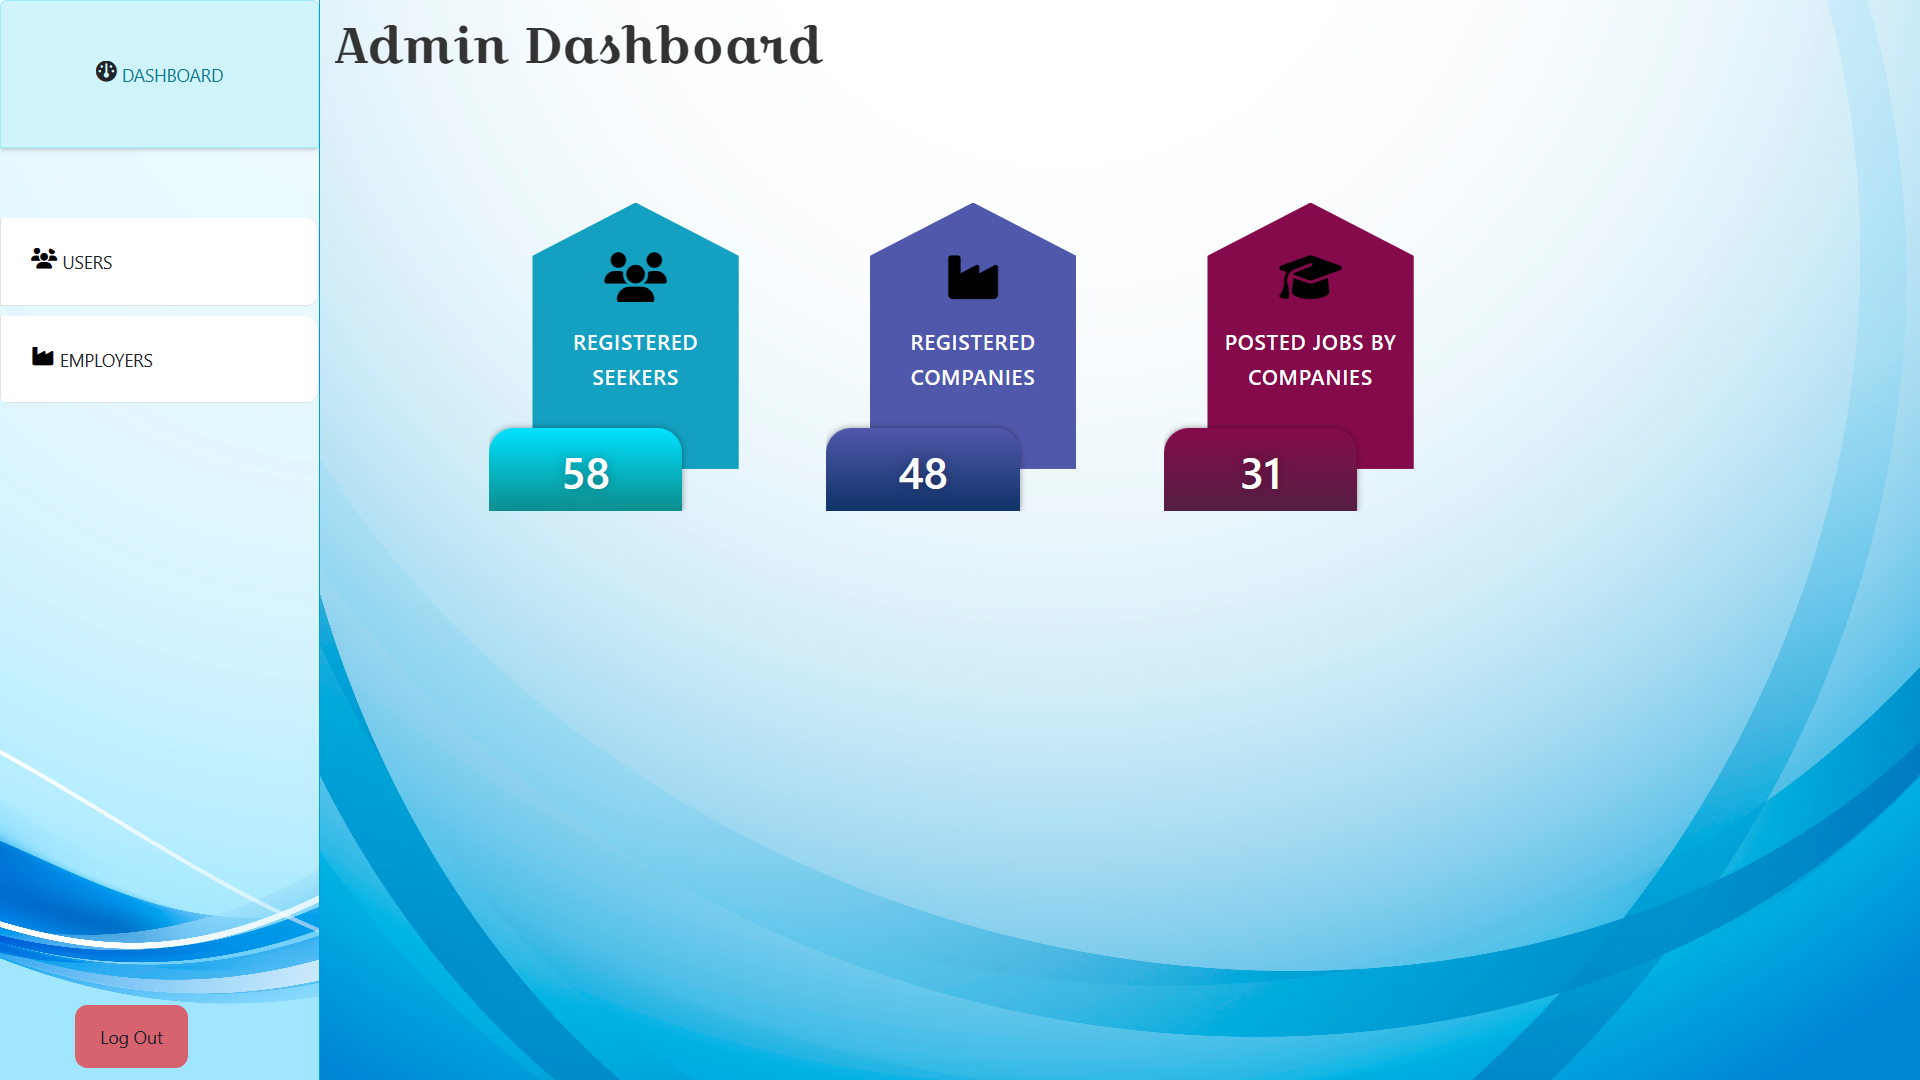 DASHBOARD
USERS
EMPLOYERS
Log Out
Admin Dashboard
REGISTERED
SEEKERS
58
REGISTERED
COMPANIES
48
POSTED JOBS BY
COMPANIES
31